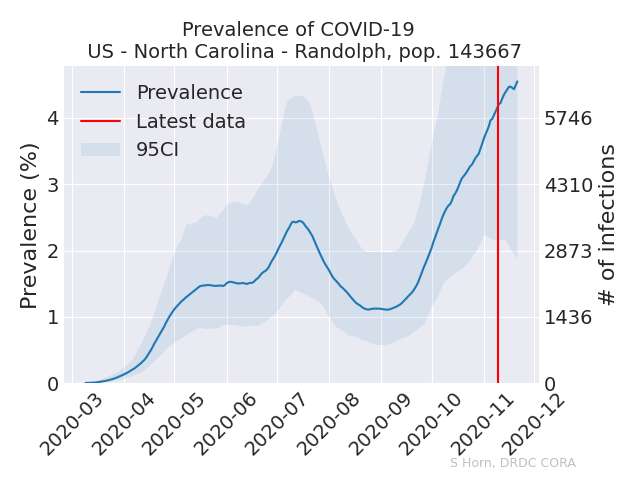 Prevalence of COVID-19
US - North Carolina - Randolph, pop. 143667
Prevalence
Latest data
95CI
Prevalence (%)
4
3
2
1
0
5746
4310
2873
1436
0
# of infections
2020-03
2020-04
2020-05
2020-06
2020-07
2020-08
2020-09
2020-10
2020-11
2020-12
S Horn, DRDC CORA